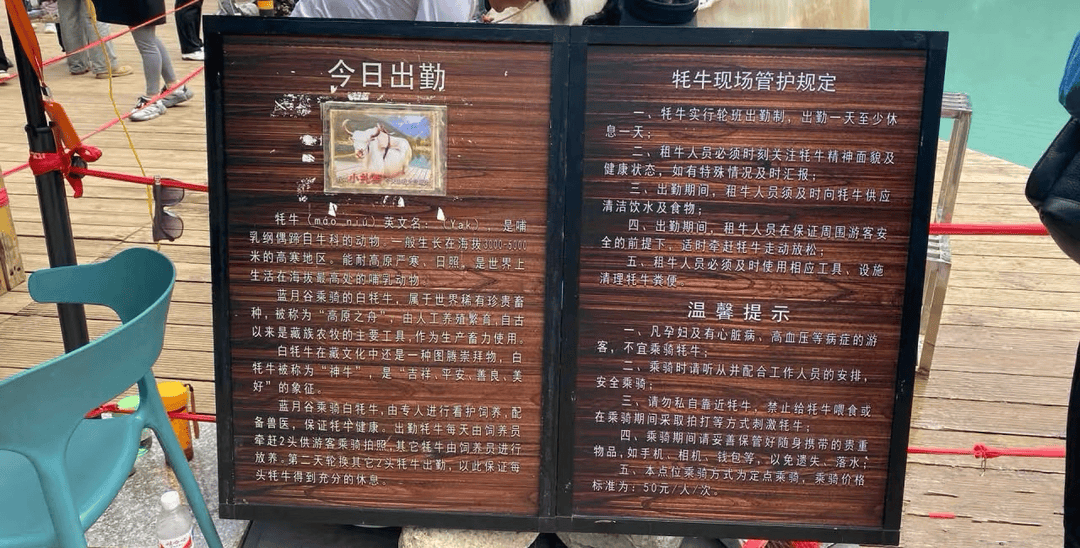 今日出勤
牦牛（máo niú）英文名 （Yak），是哺
乳纲偶蹄目牛科的动物。一般生长在海拔3000-5000
米的高寒地区。能耐高原严寒、日照。是世界上
生活在海拔最高处的哺乳动物。
蓝月谷乘骑的白牦牛，属于世界稀有珍贵畜
种，被称为“高原之舟”，由人工养殖繁育，自古
以来是藏族农牧的主要工具，作为生产畜力使用。
白牦牛在藏文化中还是一种图腾崇拜物，白
牦牛被称为“神牛”，是“吉祥、平安、善良、美
好”的象征。
蓝月谷乘骑白牦牛，由专人进行看护饲养，配
备兽医，保证牦牛健康。出勤牦牛每天由饲养员
牵赶2头供游客乘骑拍照，其它牦牛由饲养员进行
放养。第二天轮换其它2头牦牛出勤，以此保证每
头牦牛得到充分的休息。
牦牛现场管护规定
一、牦牛实行轮班出勤制，出勤一天至少休
息一天；
二、租牛人员必须时刻关注牦牛精神面貌及
健康状态，如有特殊情况及时汇报；
三、出勤期间，租牛人员须及时向牦牛供应
清洁饮水及食物；
四、出勤期间，租牛人员在保证周围游客安
全的前提下，适时牵赶牦牛走动放松；
五、租牛人员必须及时使用相应工具、设施
清理牦牛粪便。
温馨提示
一、凡孕妇及有心脏病、高血压等病症的游
客，不宜乘骑牦牛；
二、乘骑时请听从并配合工作人员的安排，
安全乘骑；
三、请勿私自靠近牦牛，禁止给牦牛喂食或
在乘骑期间采取拍打等方式刺激牦牛；
四、乘骑期间请妥善保管好随身携带的贵重
物品，如手机、相机、钱包等，以免遗失、落水；
五、本点位乘骑方式为定点乘骑，乘骑价格
标准为：50元/人/次。